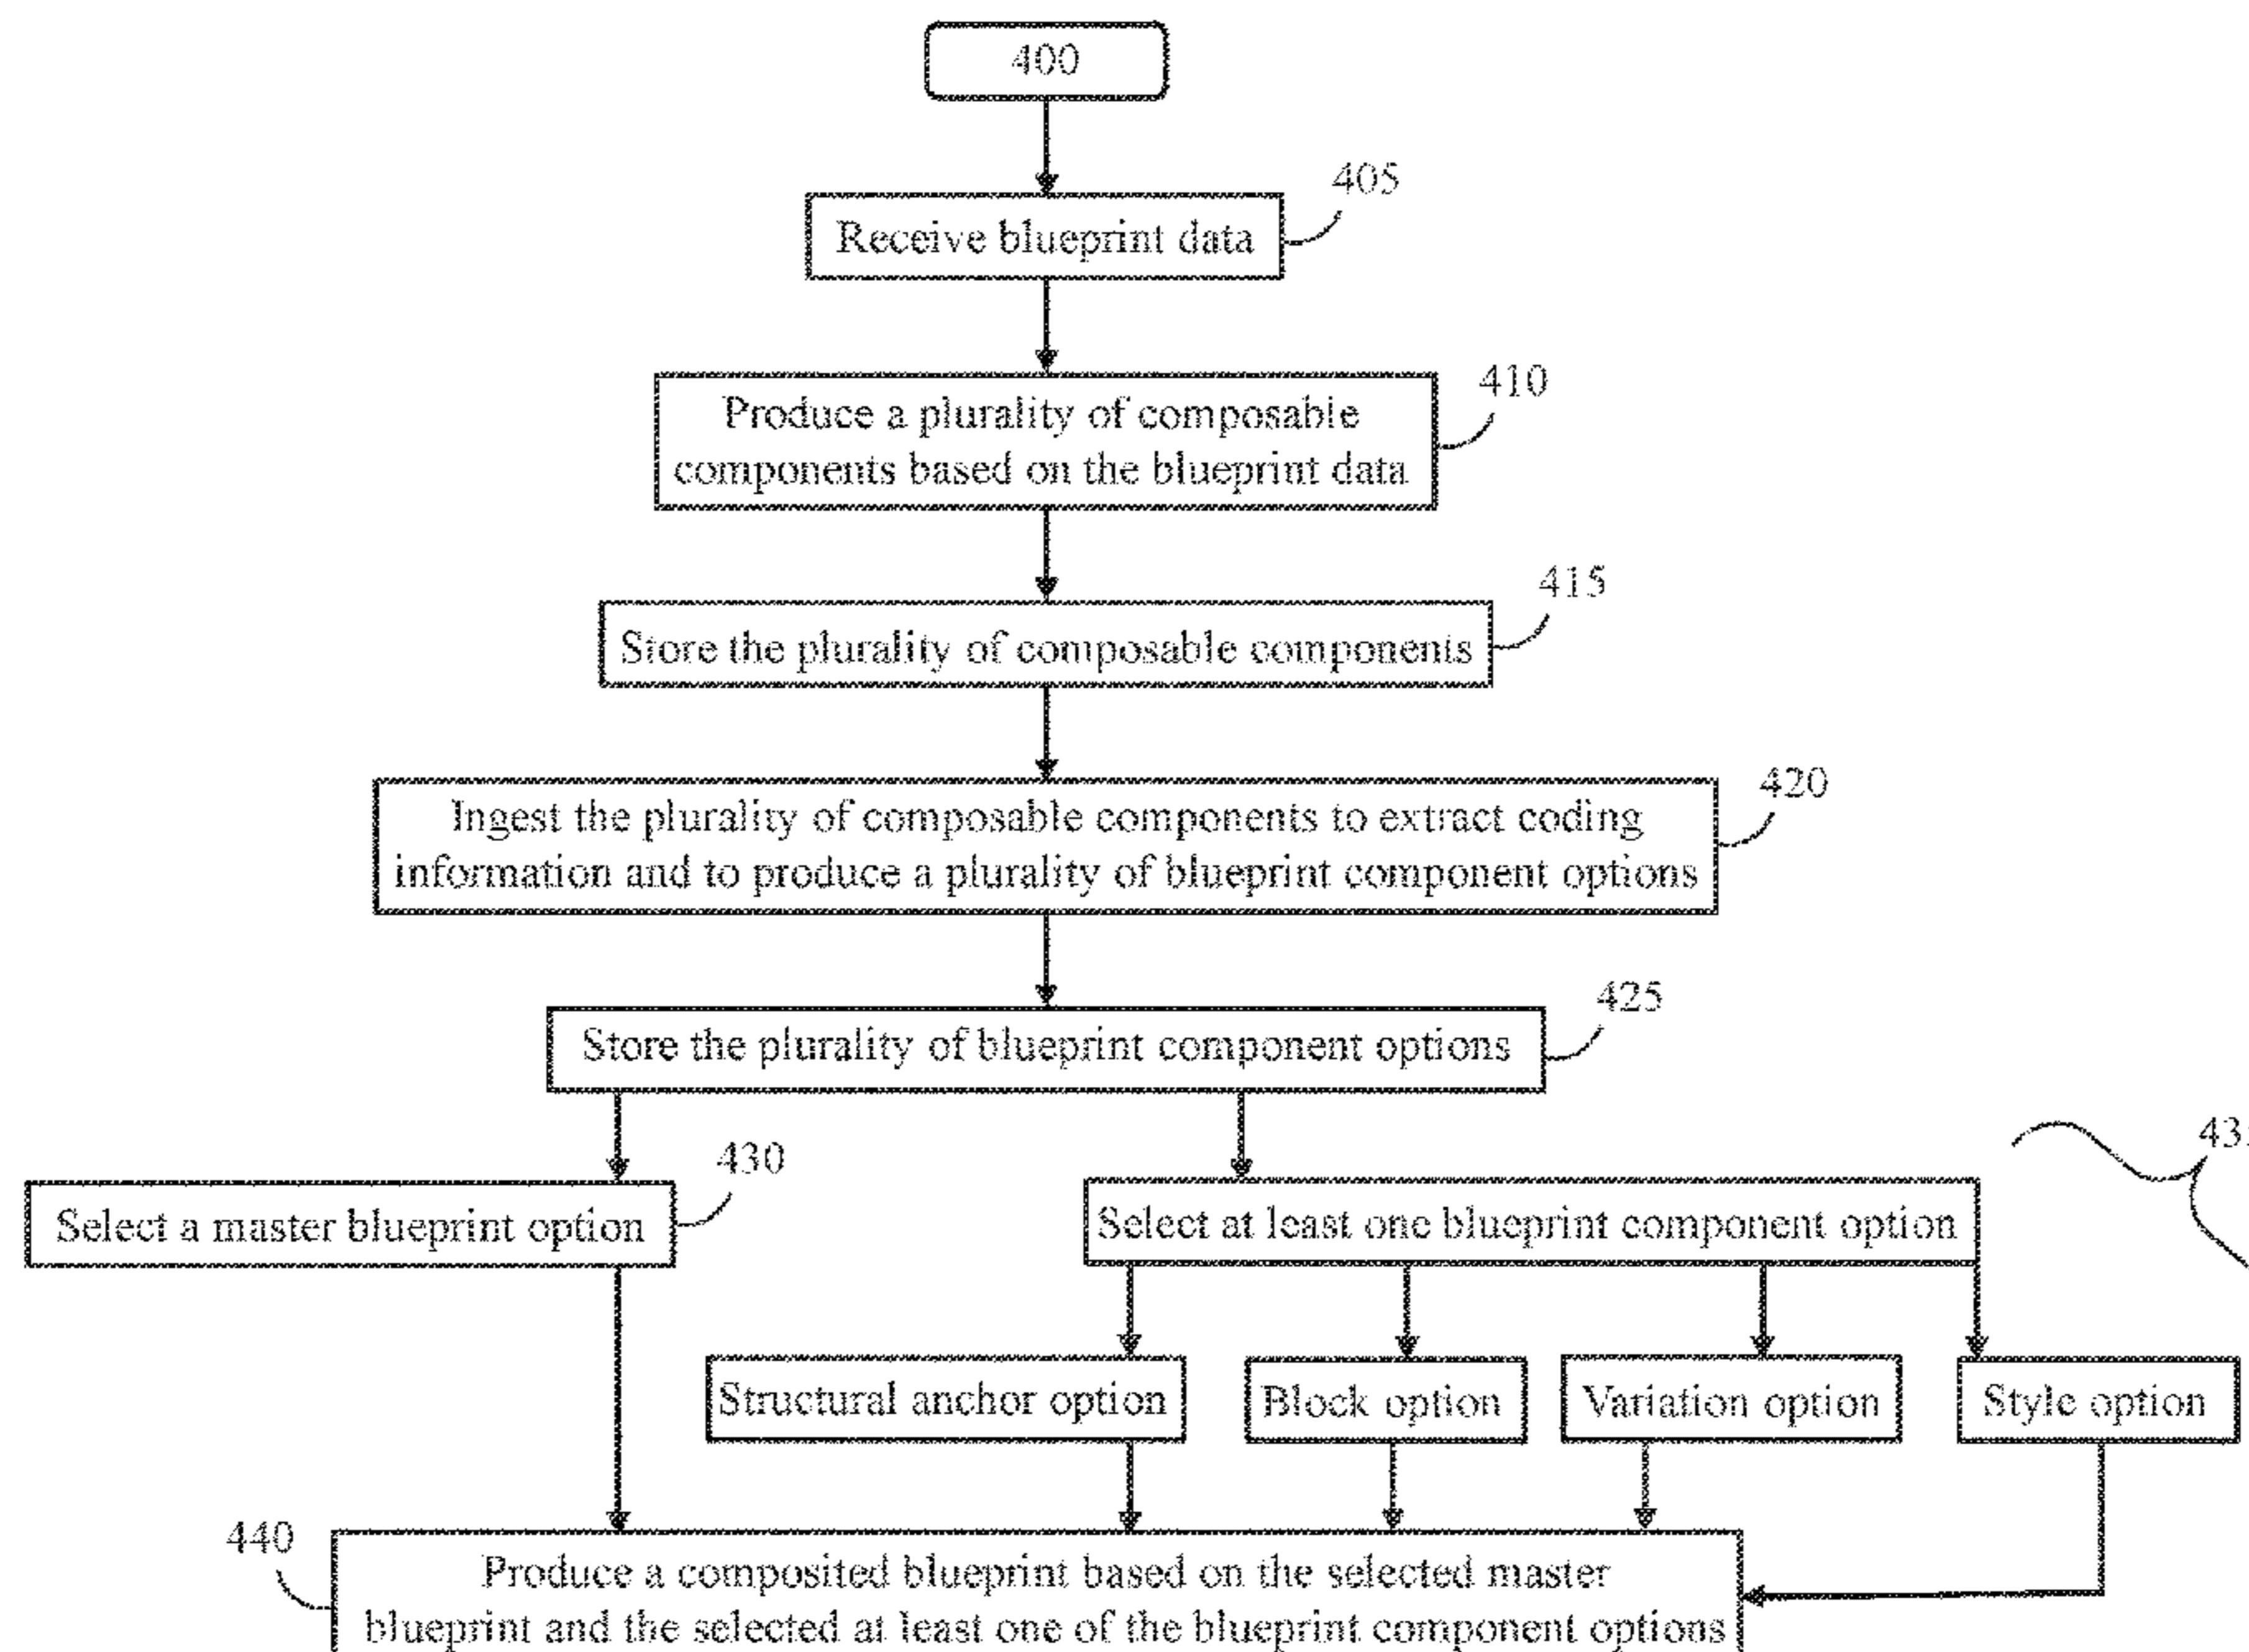 400
405
Receive blueprint data
410
Produce a plurality of composable
components based on the blueprint data
415
Store the plurality of composable components
420
Ingest the plurality of composable components to extract coding
information and to produce a plurality of blueprint component options
425
Store the plurality of blueprint component options
430
Select a master blueprint option
Select at least one blueprint component option
Structural anchor option
Block option
Variation option
Style option
440
Produce a composited blueprint based on the selected master
blueprint and the selected at least one of the blueprint component options